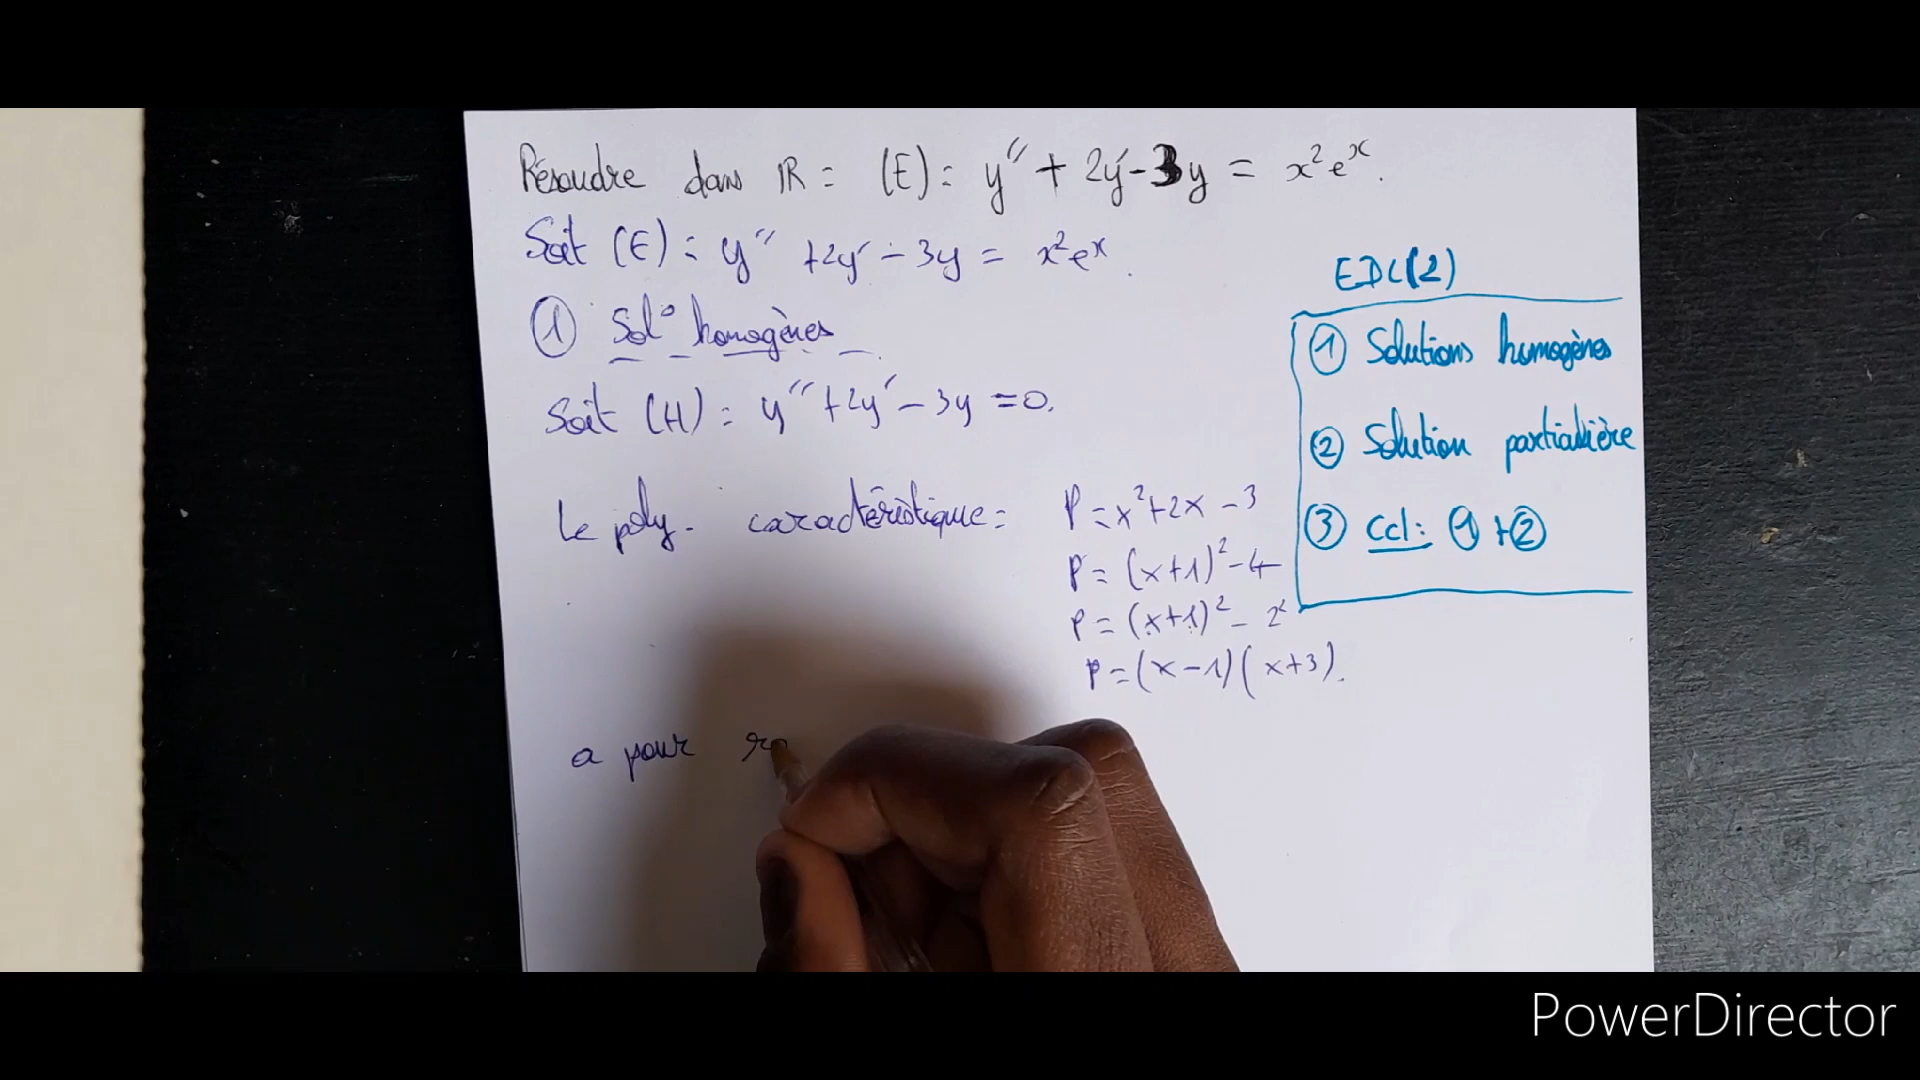 Résoudre dans IR : (E) : y'' + 2y' - 3y = x²eˣ.
Soit (E) : y'' + 2y' - 3y = x²eˣ.
① Sol° homogènes
Soit (H) : y'' + 2y' - 3y = 0.
Le poly. caractéristique : P = X² + 2X - 3
P = (X+1)² - 4
P = (X+1)² - 2²
P = (X-1)(X+3).
a pour
EDL(2)
① Solutions homogènes
② Solution particulière
③ Ccl : ① + ②
PowerDirector